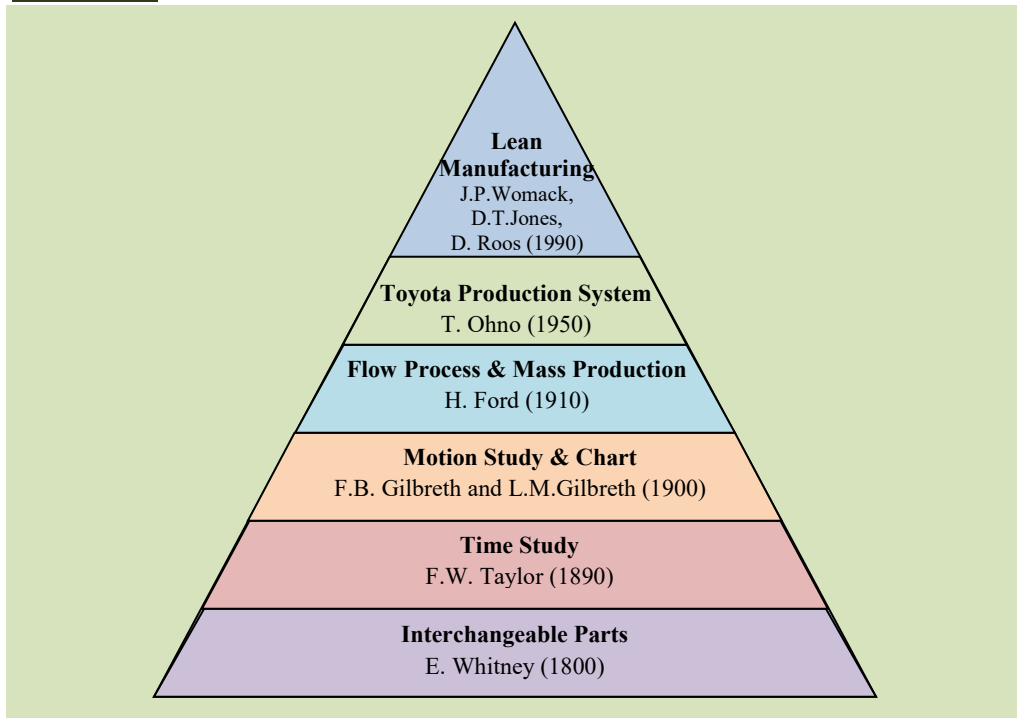 Lean
Manufacturing
J.P.Womack,
D.T.Jones,
D. Roos (1990)
Toyota Production System
T. Ohno (1950)
Flow Process & Mass Production
H. Ford (1910)
Motion Study & Chart
F.B. Gilbreth and L.M.Gilbreth (1900)
Time Study
F.W. Taylor (1890)
Interchangeable Parts
E. Whitney (1800)